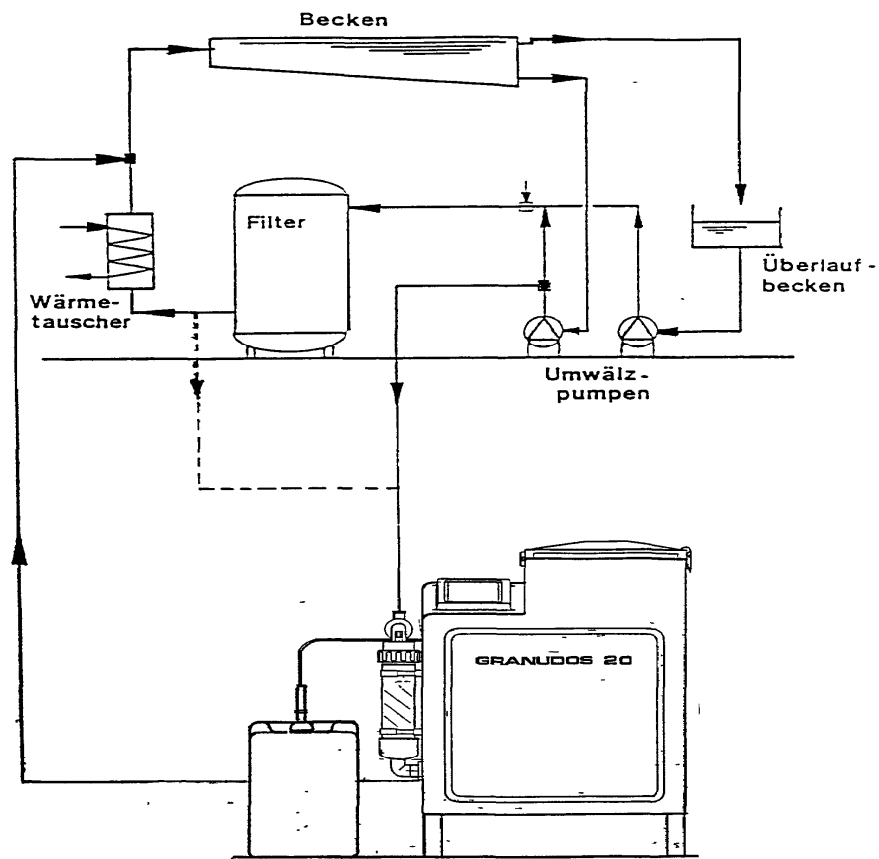 Becken
Filter
Wärme-
tauscher
Überlauf-
becken
Umwälz-
pumpen
GRANUDOS 20